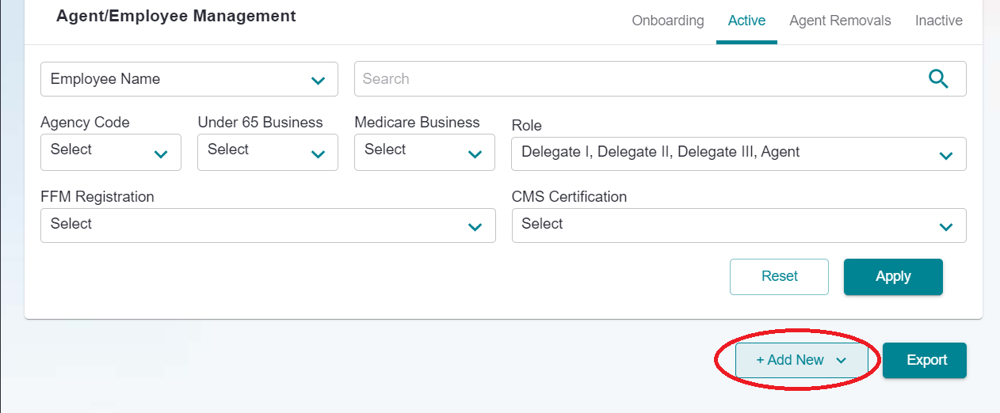 Agent/Employee Management
Onboarding Active Agent Removals Inactive
Employee Name Search
Agency Code Under 65 Business Medicare Business Role
Select Select Select Delegate I, Delegate II, Delegate III, Agent
FFM Registration CMS Certification
Select Select
Reset Apply
+ Add New Export